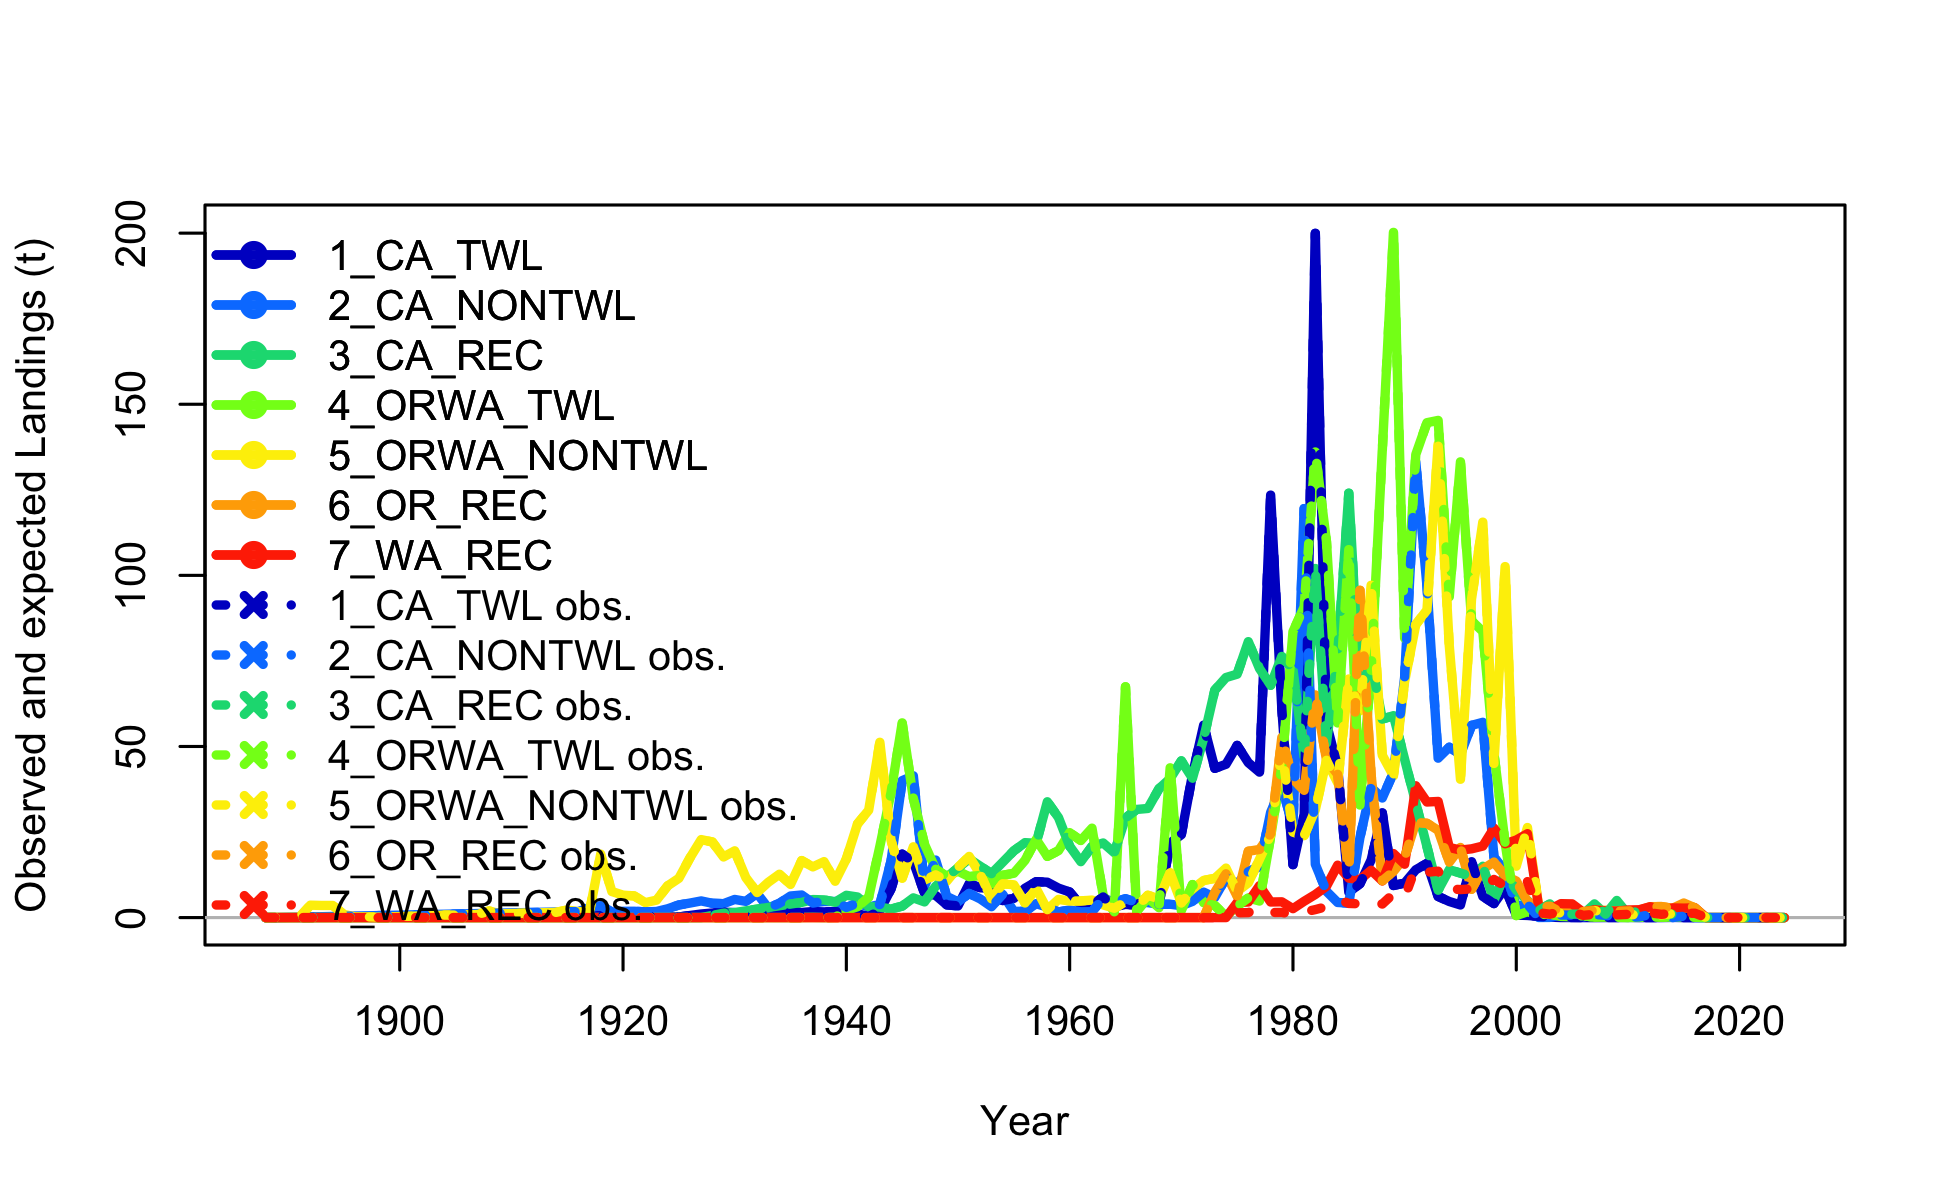 Observed and expected Landings (t)
200
150
100
50
0
1_CA_TWL
2_CA_NONTWL
3_CA_REC
4_ORWA_TWL
5_ORWA_NONTWL
6_OR_REC
7_WA_REC
1_CA_TWL obs.
2_CA_NONTWL obs.
3_CA_REC obs.
4_ORWA_TWL obs.
5_ORWA_NONTWL obs.
6_OR_REC obs.
7_WA_REC obs.
1900 1920 1940 1960 1980 2000 2020
Year